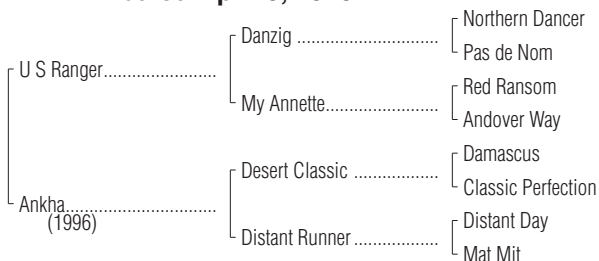 Northern Dancer
Danzig ....................................
Pas de Nom
U S Ranger............................
Red Ransom
My Annette............................
Andover Way
Damascus
Desert Classic .....................
Classic Perfection
Ankha......................................
(1996)
Distant Day
Distant Runner .....................
Mat Mit